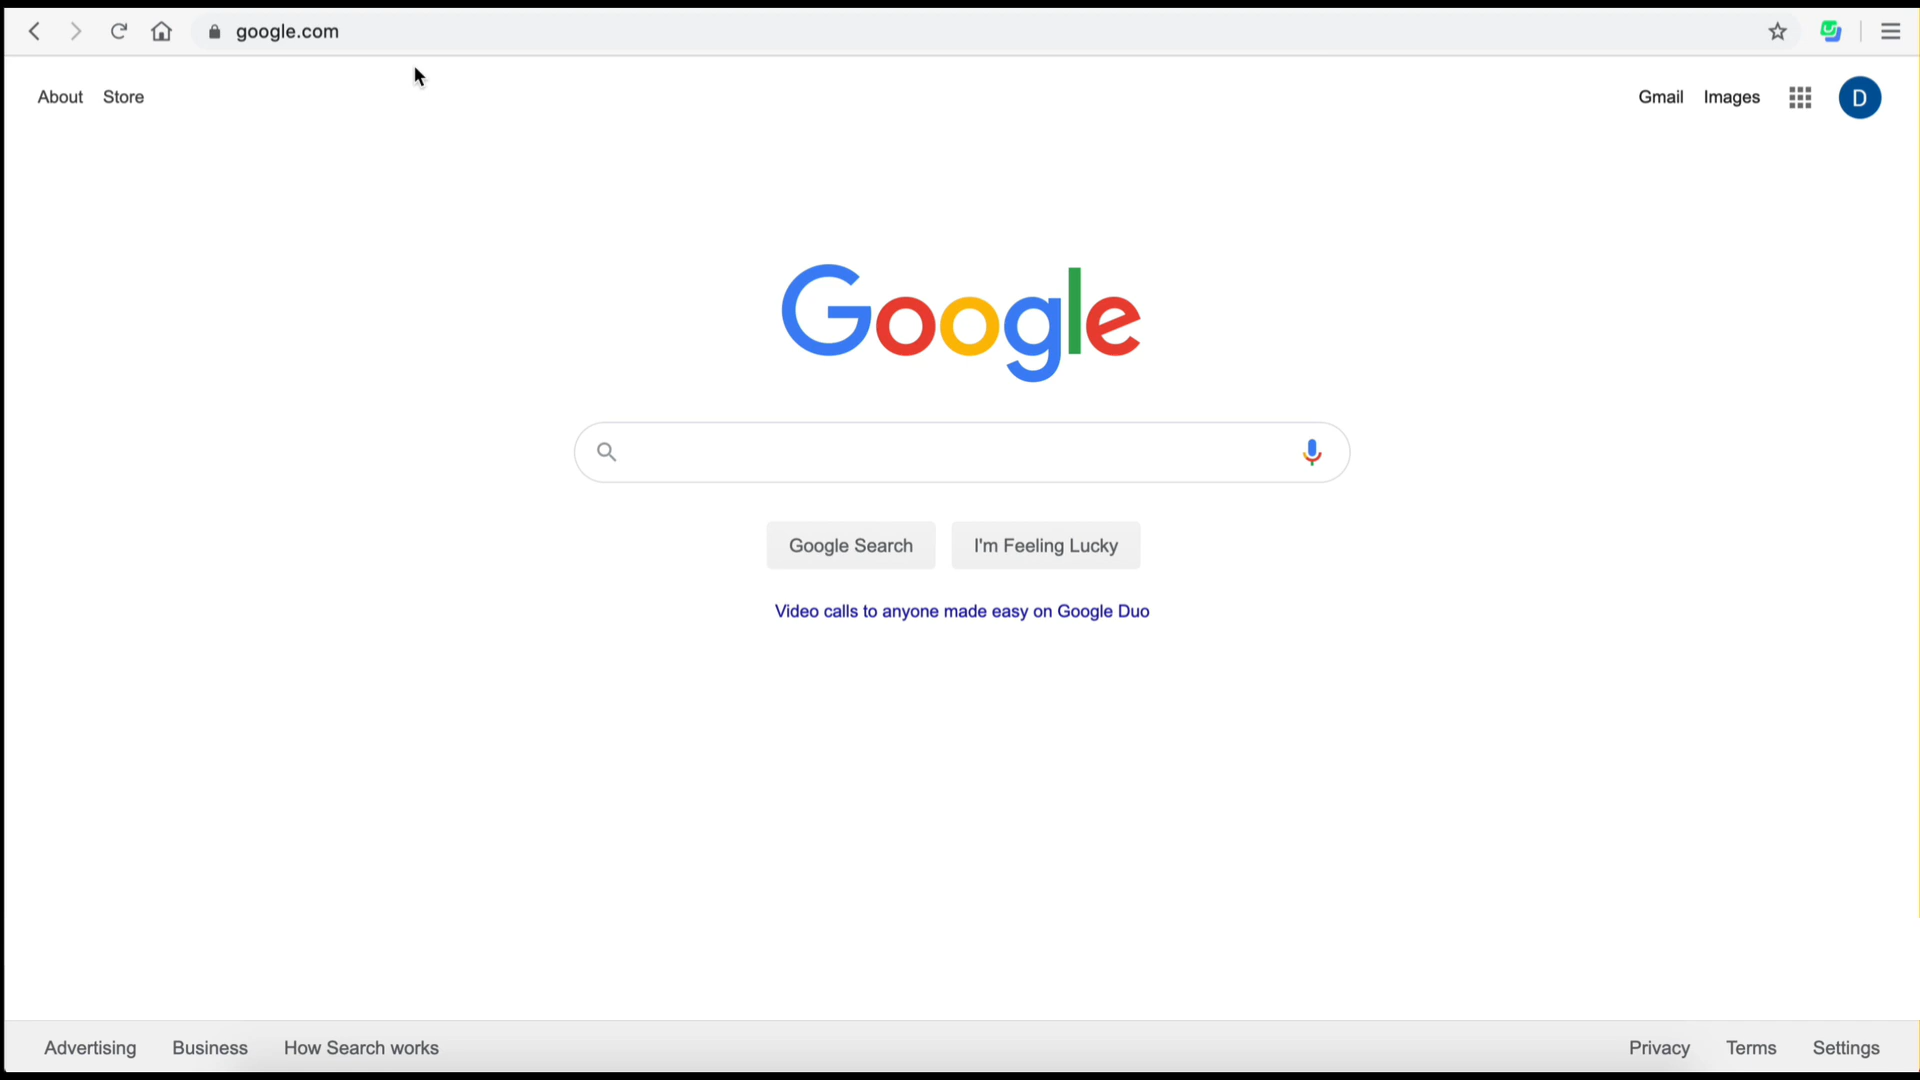 google.com
About Store
Gmail Images
D
Google
Google Search I'm Feeling Lucky
Video calls to anyone made easy on Google Duo
Advertising Business How Search works
Privacy Terms Settings